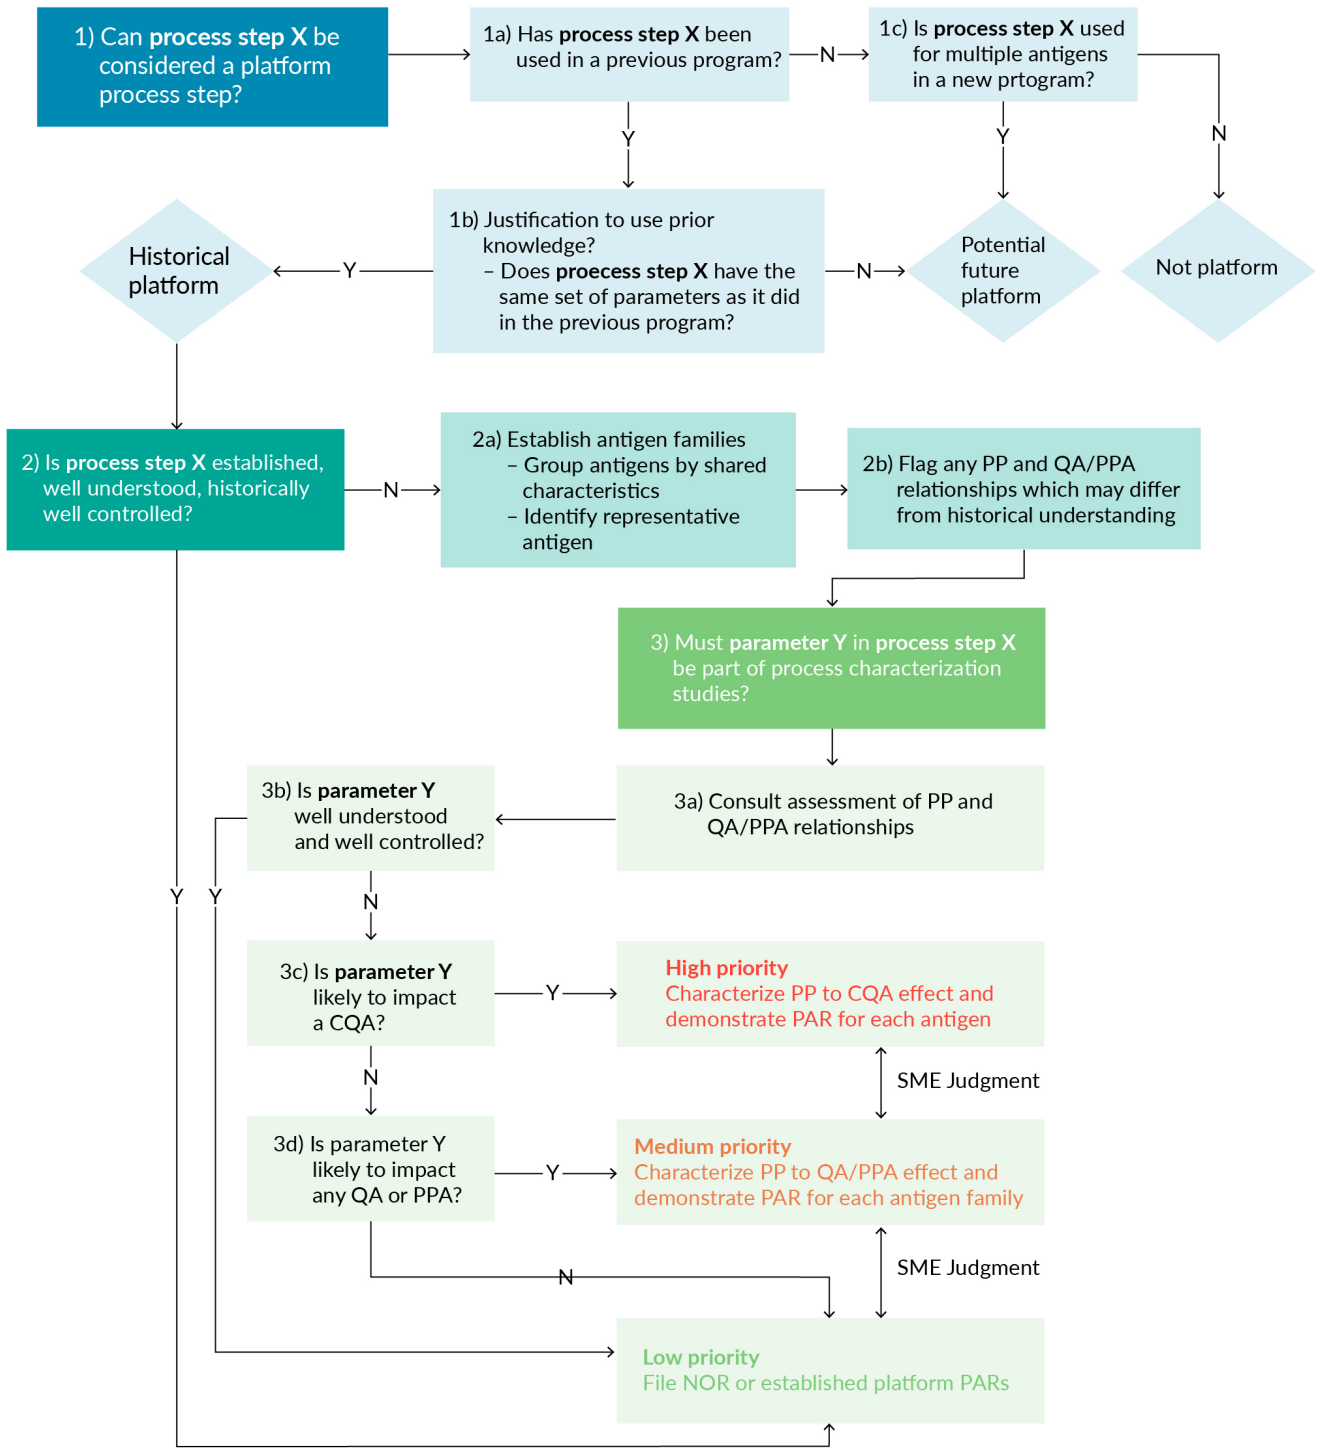 1) Can process step X be
considered a platform
process step?
1a) Has process step X been
used in a previous program?
N
1c) Is process step X used
for multiple antigens
in a new prtogram?
Y
Y
N
1b) Justification to use prior
knowledge?
– Does proecess step X have the
same set of parameters as it did
in the previous program?
Y
N
Historical
platform
Potential
future
platform
Not platform
2) Is process step X established,
well understood, historically
well controlled?
N
2a) Establish antigen families
– Group antigens by shared
characteristics
– Identify representative
antigen
2b) Flag any PP and QA/PPA
relationships which may differ
from historical understanding
3) Must parameter Y in process step X
be part of process characterization
studies?
3a) Consult assessment of PP and
QA/PPA relationships
3b) Is parameter Y
well understood
and well controlled?
Y
Y
N
3c) Is parameter Y
likely to impact
a CQA?
Y
High priority
Characterize PP to CQA effect and
demonstrate PAR for each antigen
N
SME Judgment
3d) Is parameter Y
likely to impact
any QA or PPA?
Y
Medium priority
Characterize PP to QA/PPA effect and
demonstrate PAR for each antigen family
N
SME Judgment
Low priority
File NOR or established platform PARs